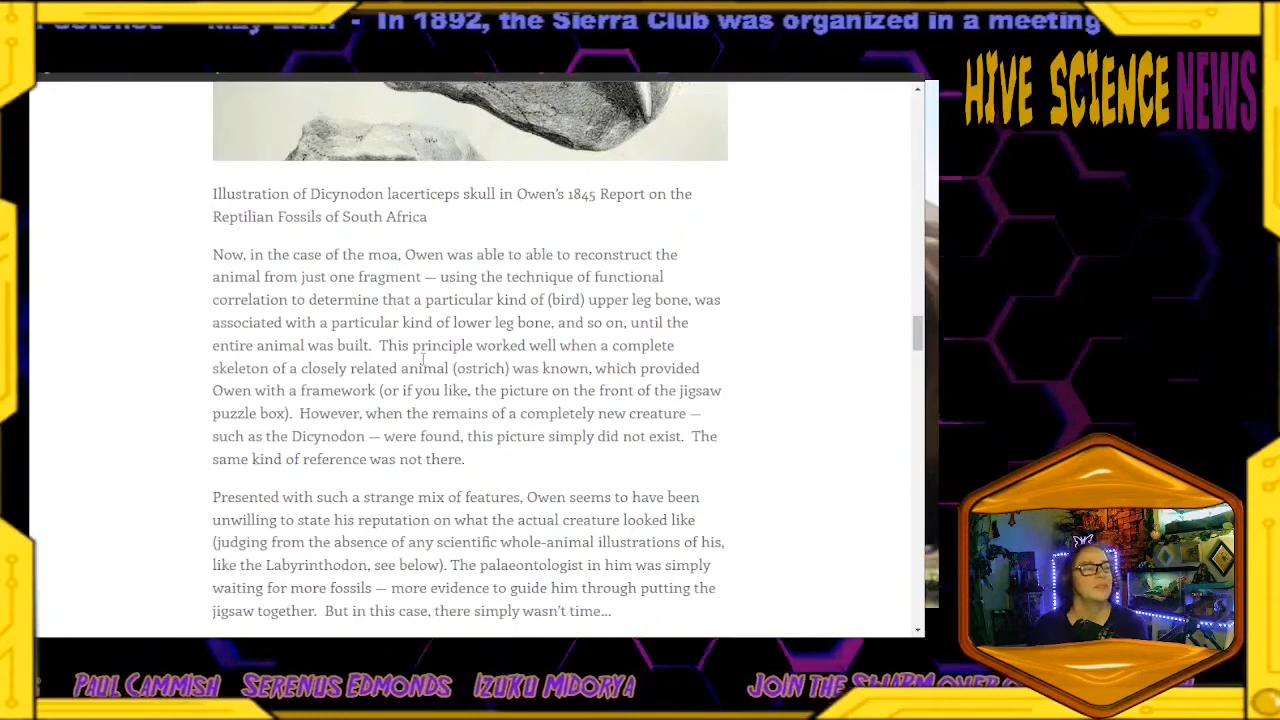 In 1892, the Sierra Club was organized in a meeting
HIVE SCIENCE NEWS
Illustration of Dicynodon lacerticeps skull in Owen's 1845 Report on the
Reptilian Fossils of South Africa
Now, in the case of the moa, Owen was able to able to reconstruct the
animal from just one fragment — using the technique of functional
correlation to determine that a particular kind of (bird) upper leg bone, was
associated with a particular kind of lower leg bone, and so on, until the
entire animal was built. This principle worked well when a complete
skeleton of a closely related animal (ostrich) was known, which provided
Owen with a framework (or if you like, the picture on the front of the jigsaw
puzzle box). However, when the remains of a completely new creature —
such as the Dicynodon — were found, this picture simply did not exist. The
same kind of reference was not there.
Presented with such a strange mix of features, Owen seems to have been
unwilling to state his reputation on what the actual creature looked like
(judging from the absence of any scientific whole-animal illustrations of his,
like the Labyrinthodon, see below). The palaeontologist in him was simply
waiting for more fossils — more evidence to guide him through putting the
jigsaw together. But in this case, there simply wasn't time...
PAUL CAMMISH SERENUS EDMONDS IZUKU MIDORYA JOIN THE SWARM OVER